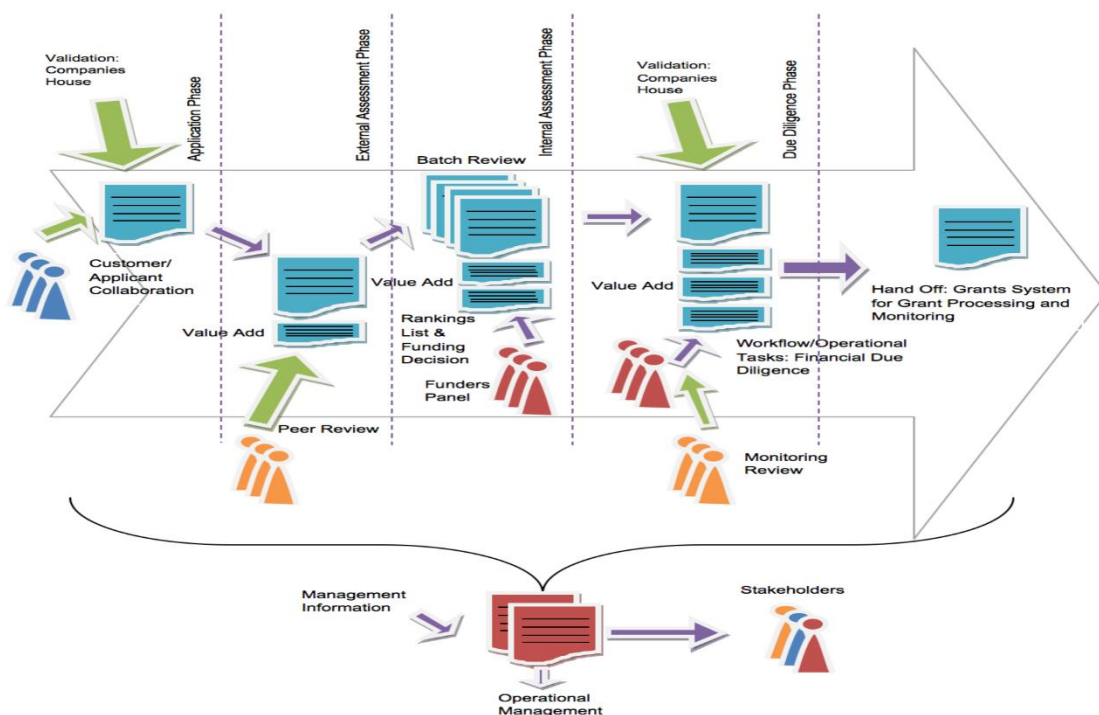 Validation:
Companies
House
Application Phase
External Assessment Phase
Internal Assessment Phase
Validation:
Companies
House
Due Diligence Phase
Batch Review
Customer/
Applicant
Collaboration
Value Add
Value Add
Rankings
List &
Funding
Decision
Funders
Panel
Value Add
Workflow/Operational
Tasks: Financial Due
Diligence
Hand Off: Grants System
for Grant Processing and
Monitoring
Peer Review
Monitoring
Review
Management
Information
Stakeholders
Operational
Management